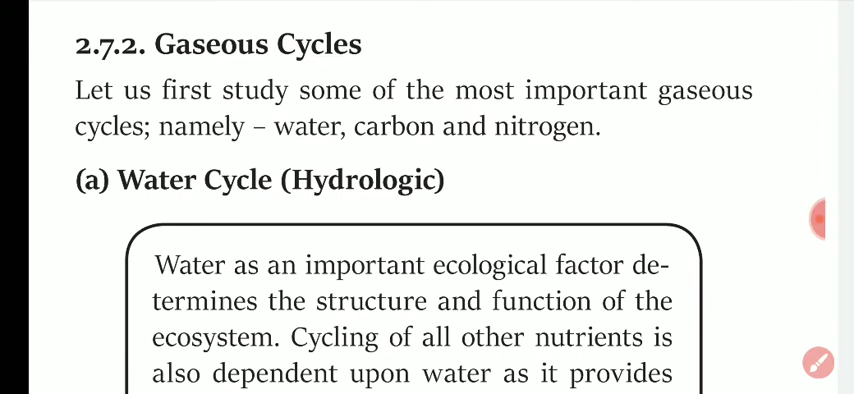 2.7.2. Gaseous Cycles
Let us first study some of the most important gaseous
cycles; namely – water, carbon and nitrogen.
(a) Water Cycle (Hydrologic)
Water as an important ecological factor de-
termines the structure and function of the
ecosystem. Cycling of all other nutrients is
also dependent upon water as it provides